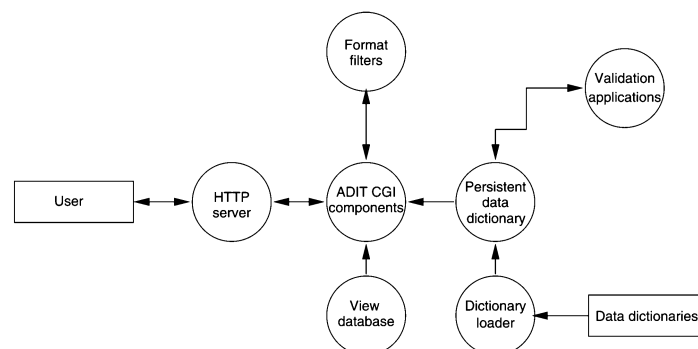 Format
filters
Validation
applications
User
HTTP
server
ADIT CGI
components
Persistent
data
dictionary
View
database
Dictionary
loader
Data dictionaries